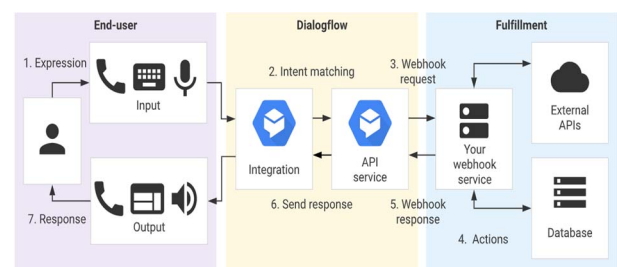 End-user
Dialogflow
Fulfillment
1. Expression
Input
2. Intent matching
3. Webhook
request
Integration
API
service
Your
webhook
service
External
APIs
7. Response
Output
6. Send response
5. Webhook
response
4. Actions
Database